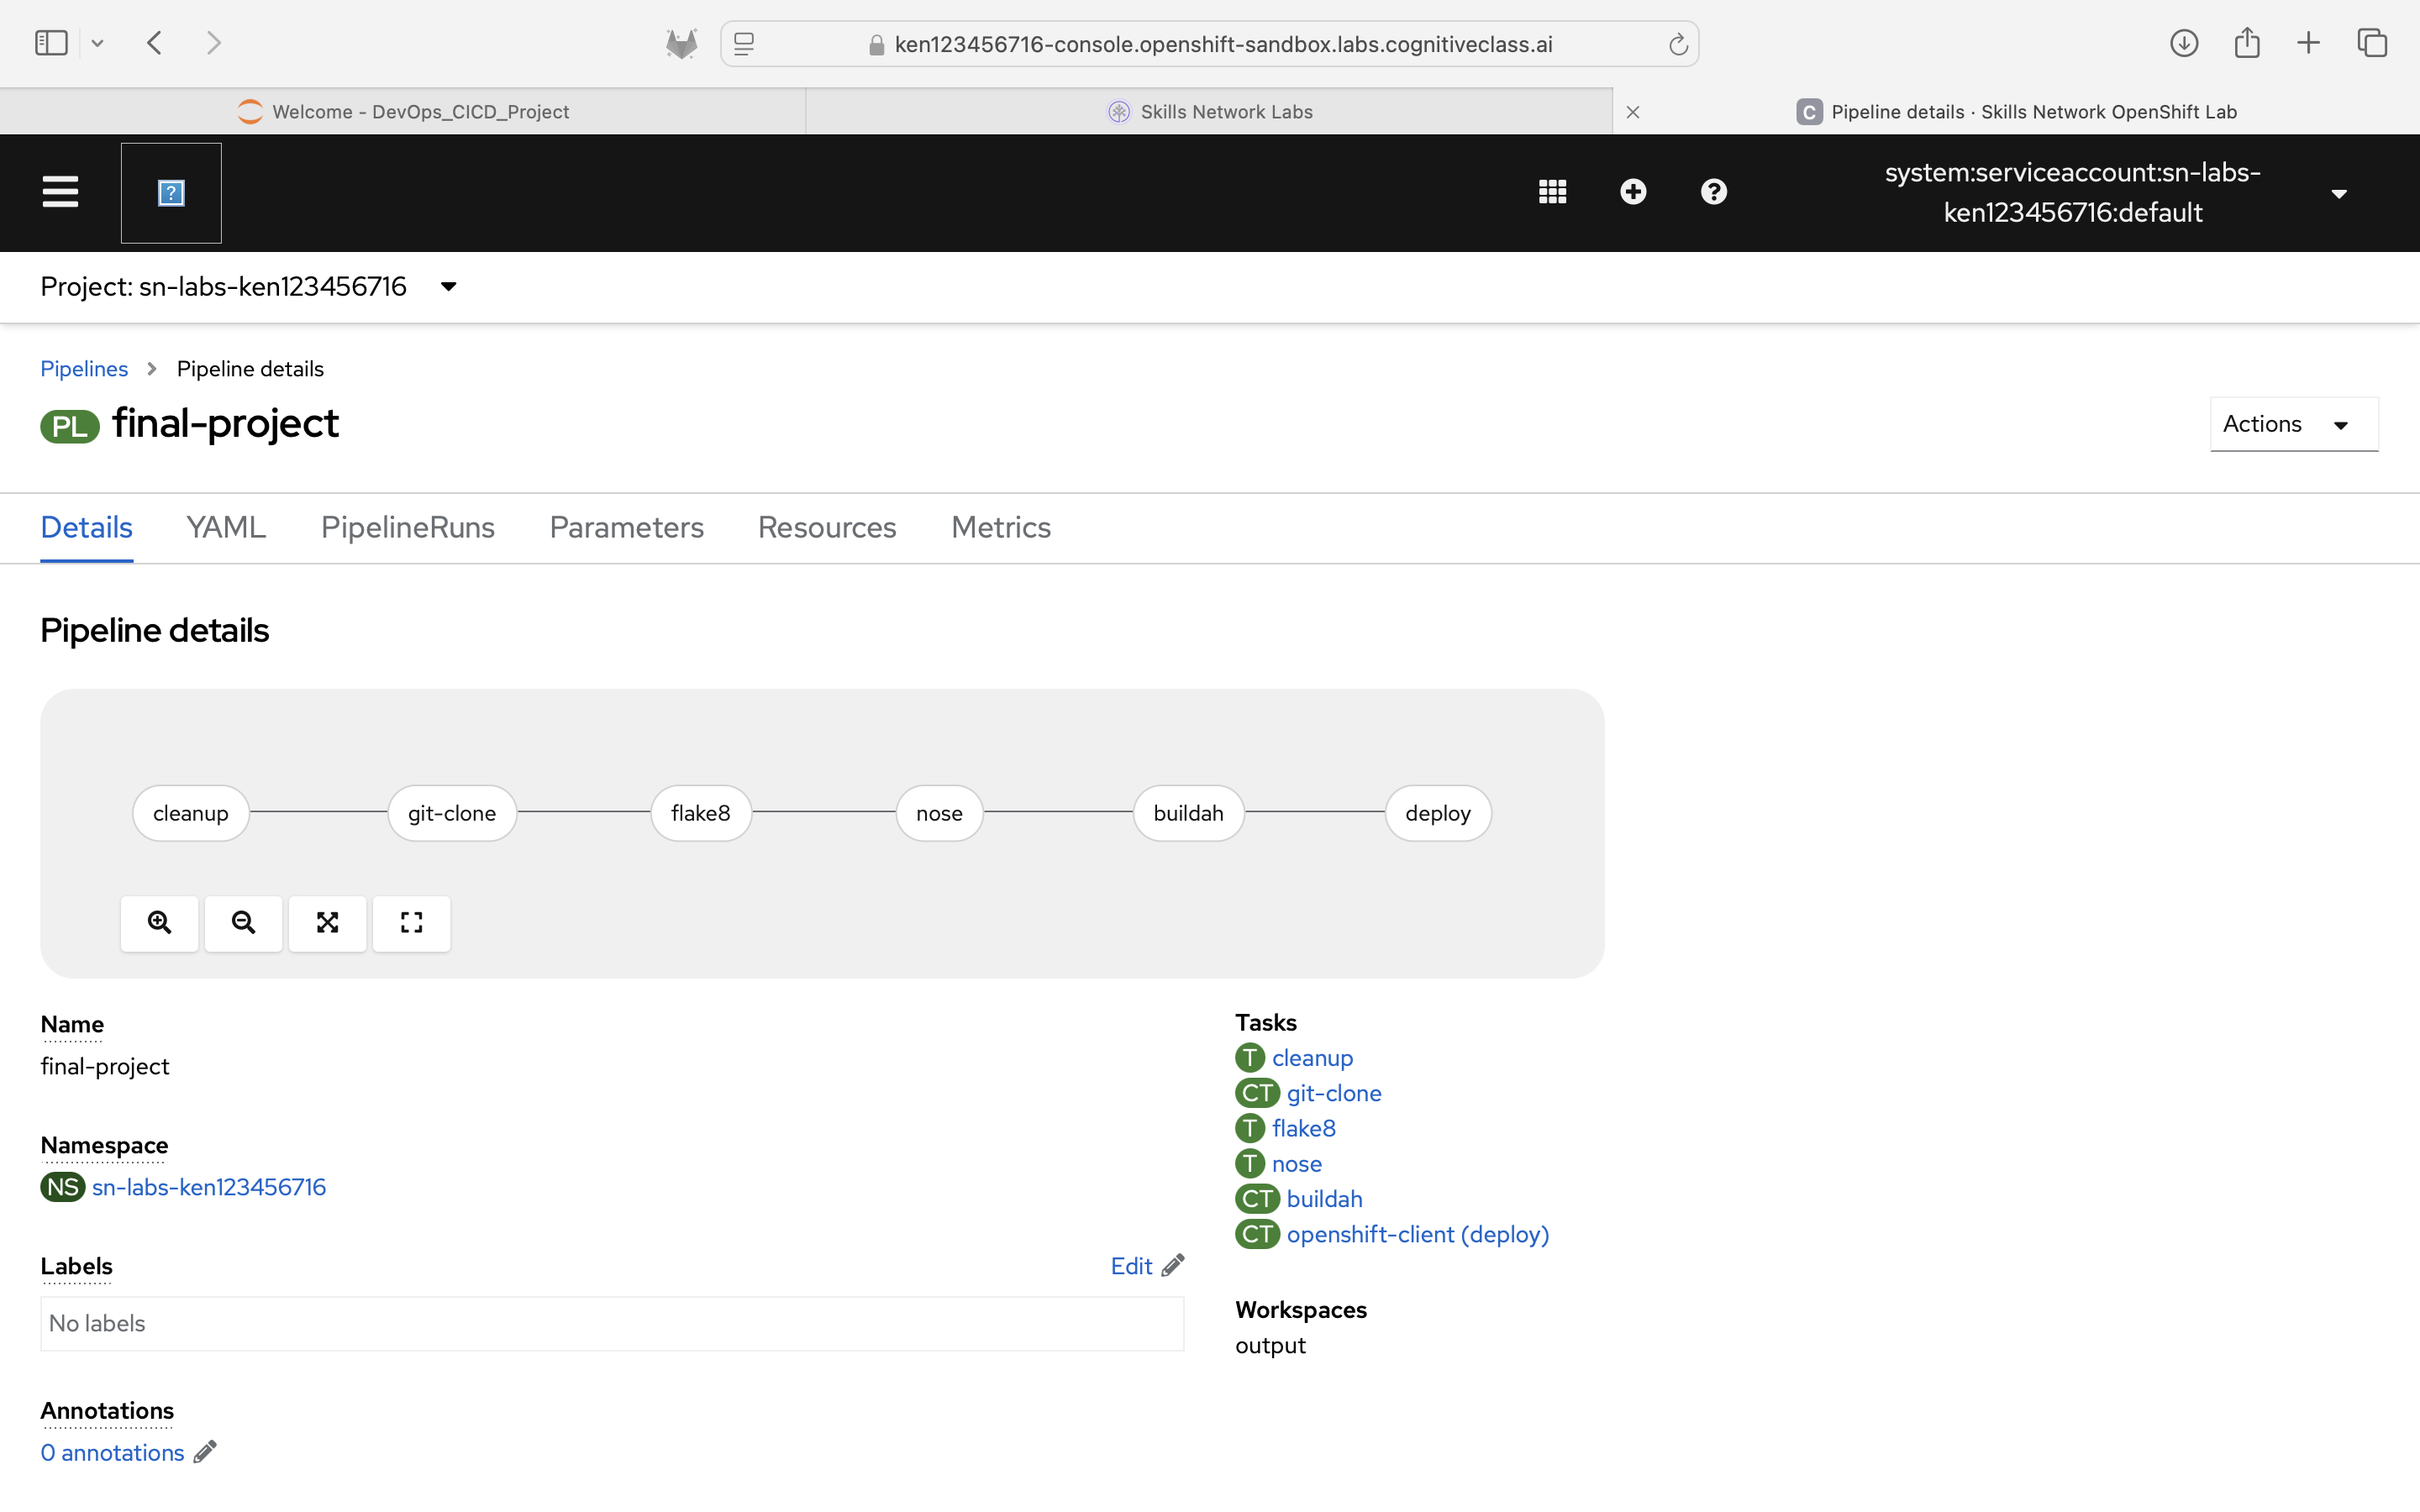 ken123456716-console.openshift-sandbox.labs.cognitiveclass.ai
Welcome - DevOps_CICD_Project
Skills Network Labs
C Pipeline details · Skills Network OpenShift Lab
system:serviceaccount:sn-labs-
ken123456716:default
Project: sn-labs-ken123456716
Pipelines Pipeline details
PL final-project
Actions
Details YAML PipelineRuns Parameters Resources Metrics
Pipeline details
cleanup git-clone flake8 nose buildah deploy
Name
final-project
Namespace
NS sn-labs-ken123456716
Labels Edit
No labels
Annotations
0 annotations
Tasks
T cleanup
CT git-clone
T flake8
T nose
CT buildah
CT openshift-client (deploy)
Workspaces
output